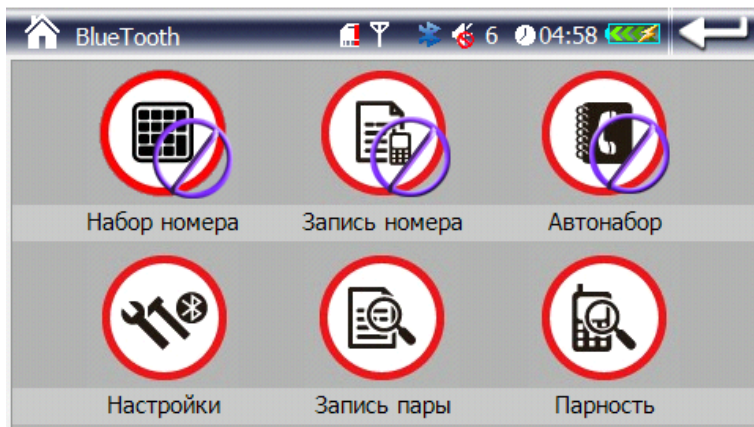 BlueTooth 6 04:58
Набор номера Запись номера Автонабор
Настройки Запись пары Парность